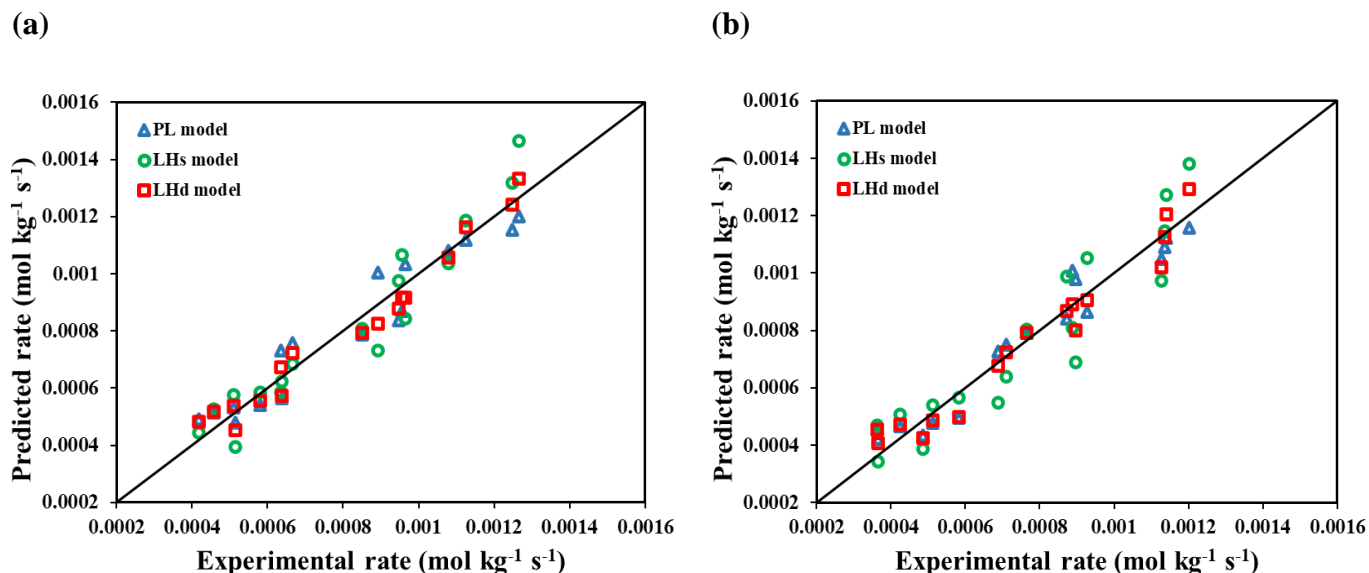 (a)
Predicted rate (mol kg⁻¹ s⁻¹)
0.0016
0.0014
0.0012
0.001
0.0008
0.0006
0.0004
0.0002
PL model
LHs model
LHd model
0.0002 0.0004 0.0006 0.0008 0.001 0.0012 0.0014 0.0016
Experimental rate (mol kg⁻¹ s⁻¹)
(b)
Predicted rate (mol kg⁻¹ s⁻¹)
0.0016
0.0014
0.0012
0.001
0.0008
0.0006
0.0004
0.0002
PL model
LHs model
LHd model
0.0002 0.0004 0.0006 0.0008 0.001 0.0012 0.0014 0.0016
Experimental rate (mol kg⁻¹ s⁻¹)